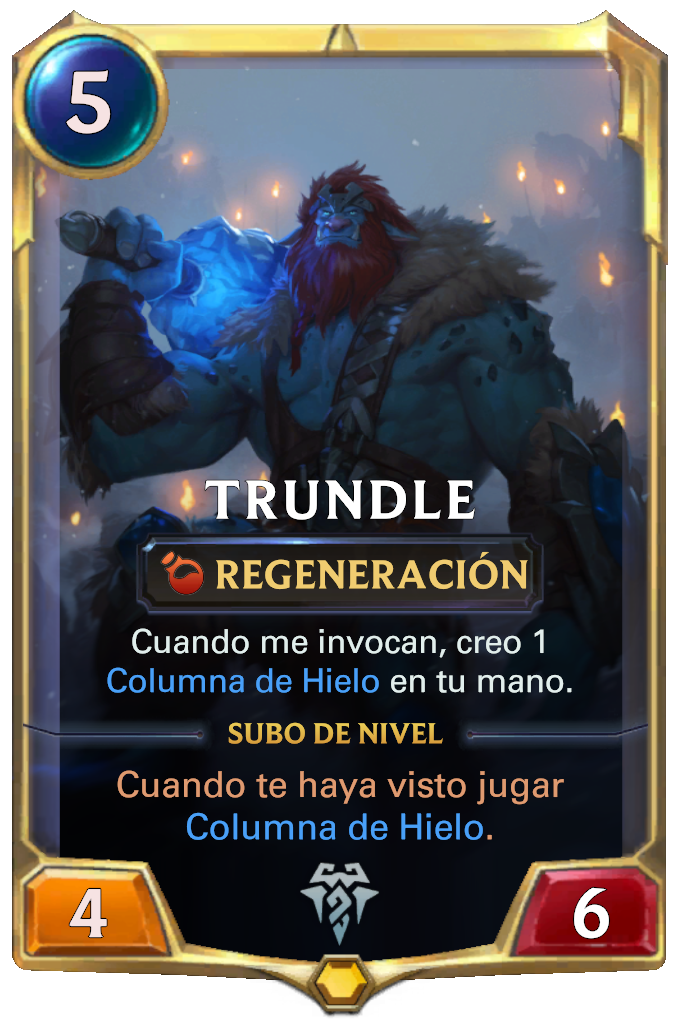 5
TRUNDLE
REGENERACIÓN
Cuando me invocan, creo 1
Columna de Hielo en tu mano.
SUBO DE NIVEL
Cuando te haya visto jugar
Columna de Hielo.
4
6